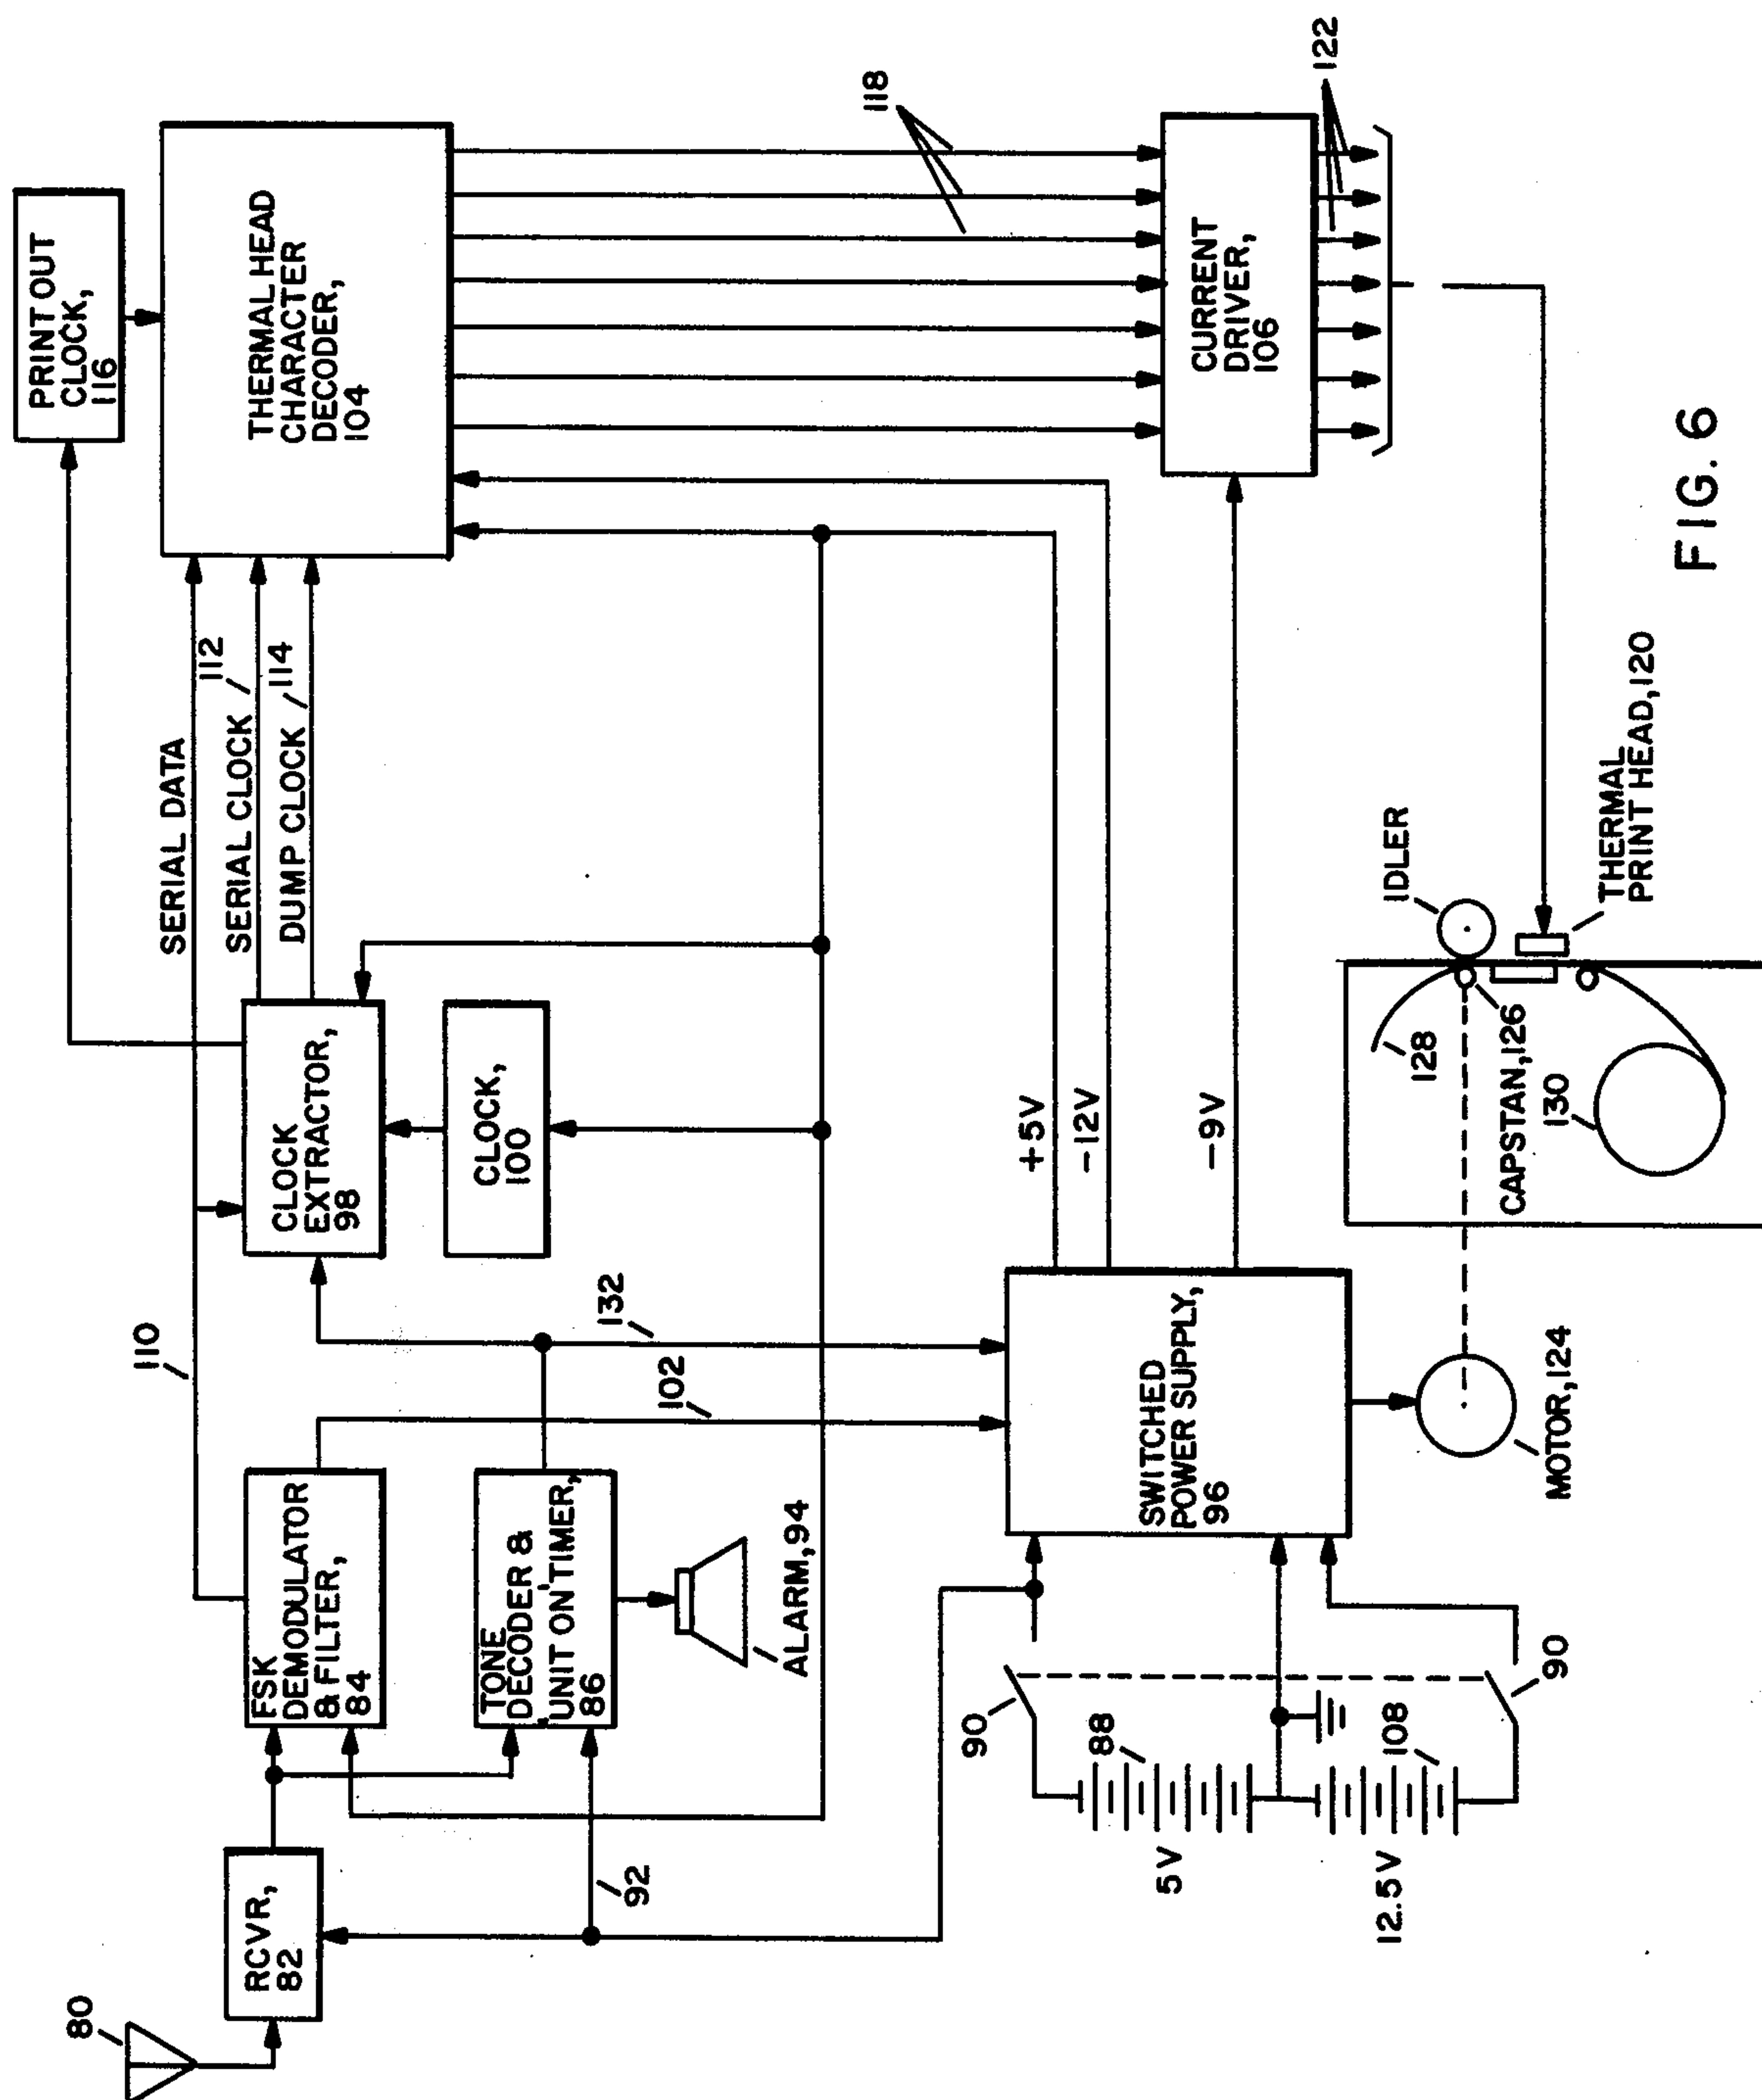 80
RCVR,
82
92
FSK
DEMODULATOR
& FILTER,
84
TONE
DECODER &
UNIT ON TIMER,
86
ALARM, 94
110
102
132
CLOCK
EXTRACTOR,
98
CLOCK,
100
SERIAL DATA
SERIAL CLOCK
112
DUMP CLOCK
114
PRINT OUT
CLOCK,
116
THERMAL HEAD
CHARACTER
DECODER,
104
118
CURRENT
DRIVER,
106
122
90
88
5V
12.5V
108
90
SWITCHED
POWER SUPPLY,
96
+5V
-12V
-9V
MOTOR, 124
CAPSTAN, 126
128
130
IDLER
THERMAL
PRINT HEAD, 120
FIG. 6